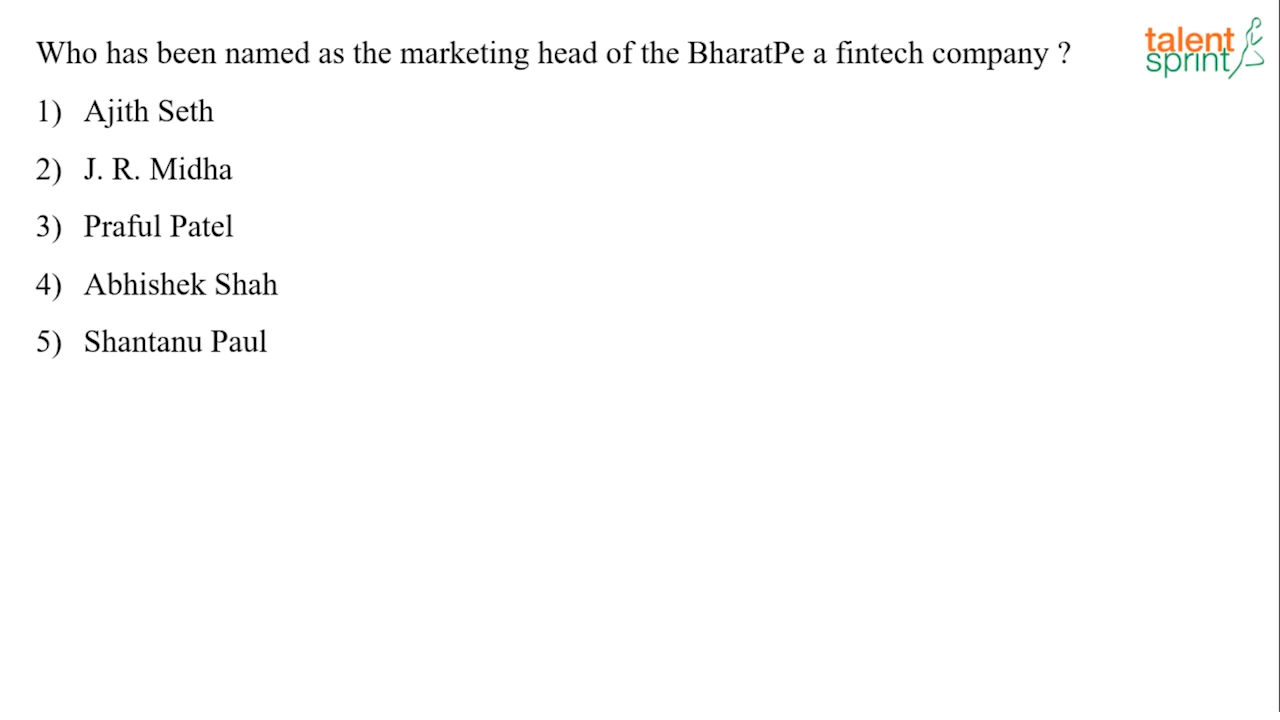 Who has been named as the marketing head of the BharatPe a fintech company ?
talent
sprint
1) Ajith Seth
2) J. R. Midha
3) Praful Patel
4) Abhishek Shah
5) Shantanu Paul